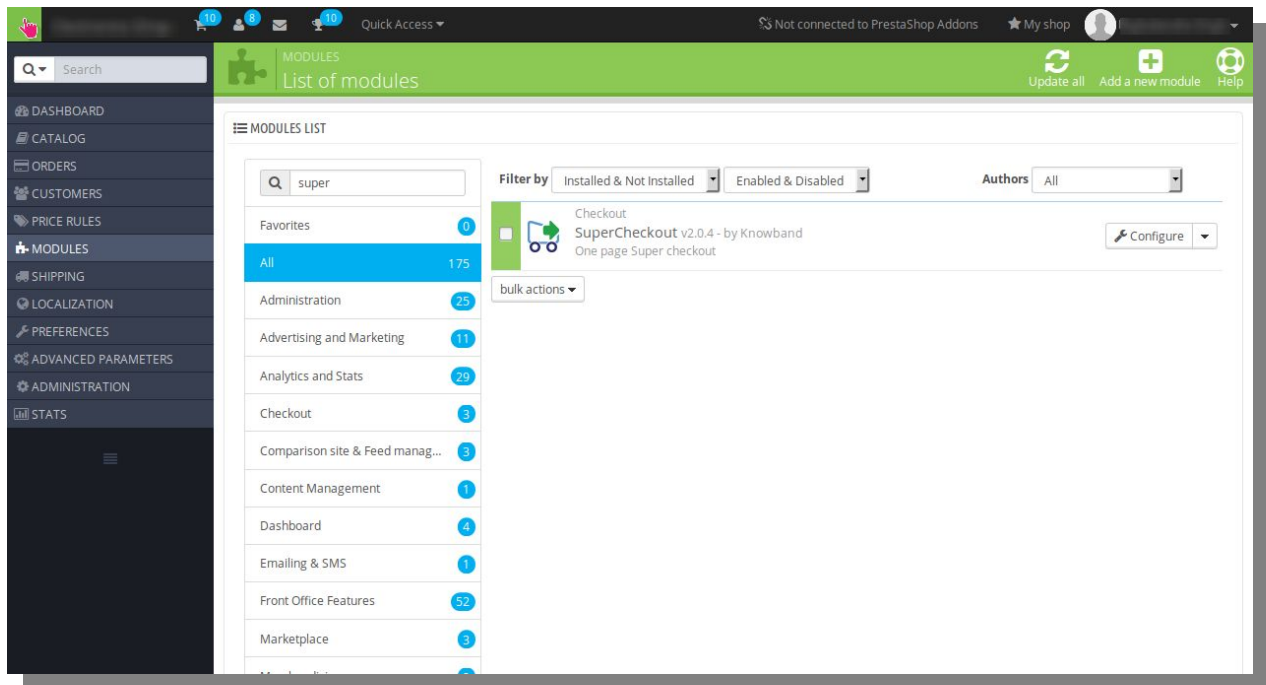 10 8 10 Quick Access Not connected to PrestaShop Addons My shop
Search
MODULES
List of modules
Update all Add a new module Help
DASHBOARD
CATALOG
ORDERS
CUSTOMERS
PRICE RULES
MODULES
SHIPPING
LOCALIZATION
PREFERENCES
ADVANCED PARAMETERS
ADMINISTRATION
STATS
MODULES LIST
super
Favorites 0
All 175
Administration 25
Advertising and Marketing 11
Analytics and Stats 29
Checkout 3
Comparison site & Feed manag... 3
Content Management 1
Dashboard 4
Emailing & SMS 1
Front Office Features 52
Marketplace 3
Filter by Installed & Not Installed Enabled & Disabled Authors All
Checkout
SuperCheckout v2.0.4 - by Knowband
One page Super checkout
Configure
bulk actions